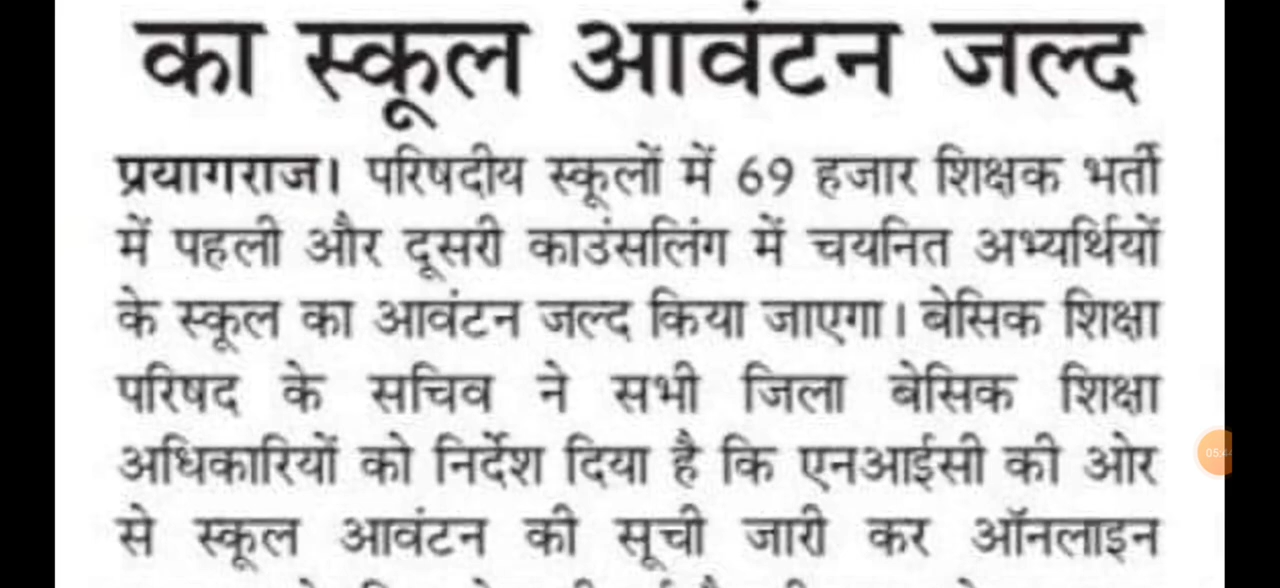 का स्कूल आवंटन जल्द
प्रयागराज। परिषदीय स्कूलों में 69 हजार शिक्षक भर्ती
में पहली और दूसरी काउंसलिंग में चयनित अभ्यर्थियों
के स्कूल का आवंटन जल्द किया जाएगा। बेसिक शिक्षा
परिषद के सचिव ने सभी जिला बेसिक शिक्षा
अधिकारियों को निर्देश दिया है कि एनआईसी की ओर
से स्कूल आवंटन की सूची जारी कर ऑनलाइन